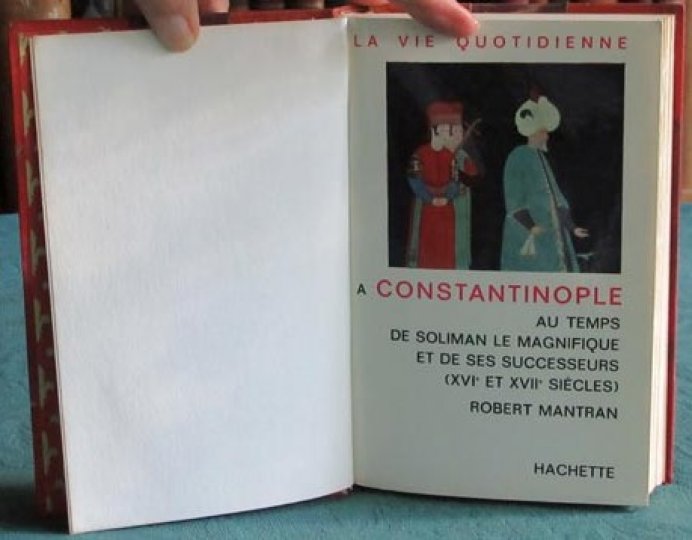 LA VIE QUOTIDIENNE
A CONSTANTINOPLE
AU TEMPS
DE SOLIMAN LE MAGNIFIQUE
ET DE SES SUCCESSEURS
(XVIᵉ ET XVIIᵉ SIÈCLES)
ROBERT MANTRAN
HACHETTE